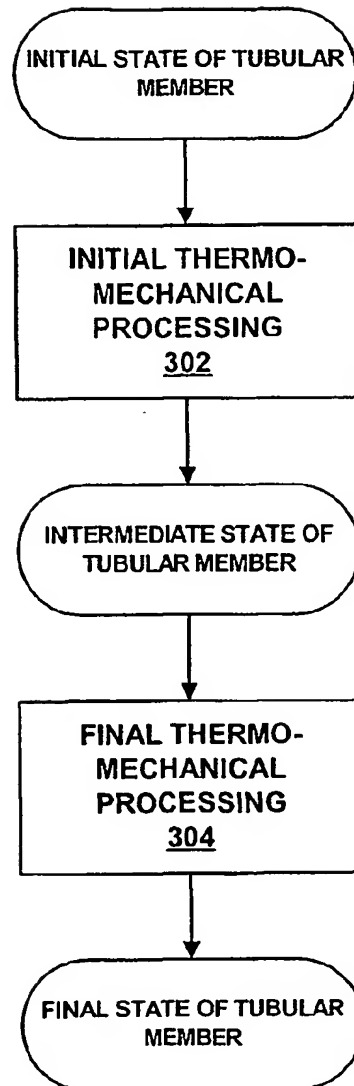 INITIAL STATE OF TUBULAR
MEMBER
INITIAL THERMO-
MECHANICAL
PROCESSING
302
INTERMEDIATE STATE OF
TUBULAR MEMBER
FINAL THERMO-
MECHANICAL
PROCESSING
304
FINAL STATE OF TUBULAR
MEMBER